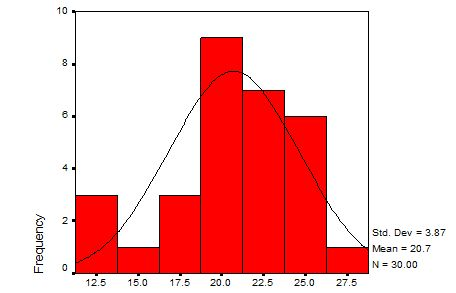 10
8
6
4
2
0
Frequency
12.5 15.0 17.5 20.0 22.5 25.0 27.5
Std. Dev = 3.87
Mean = 20.7
N = 30.00